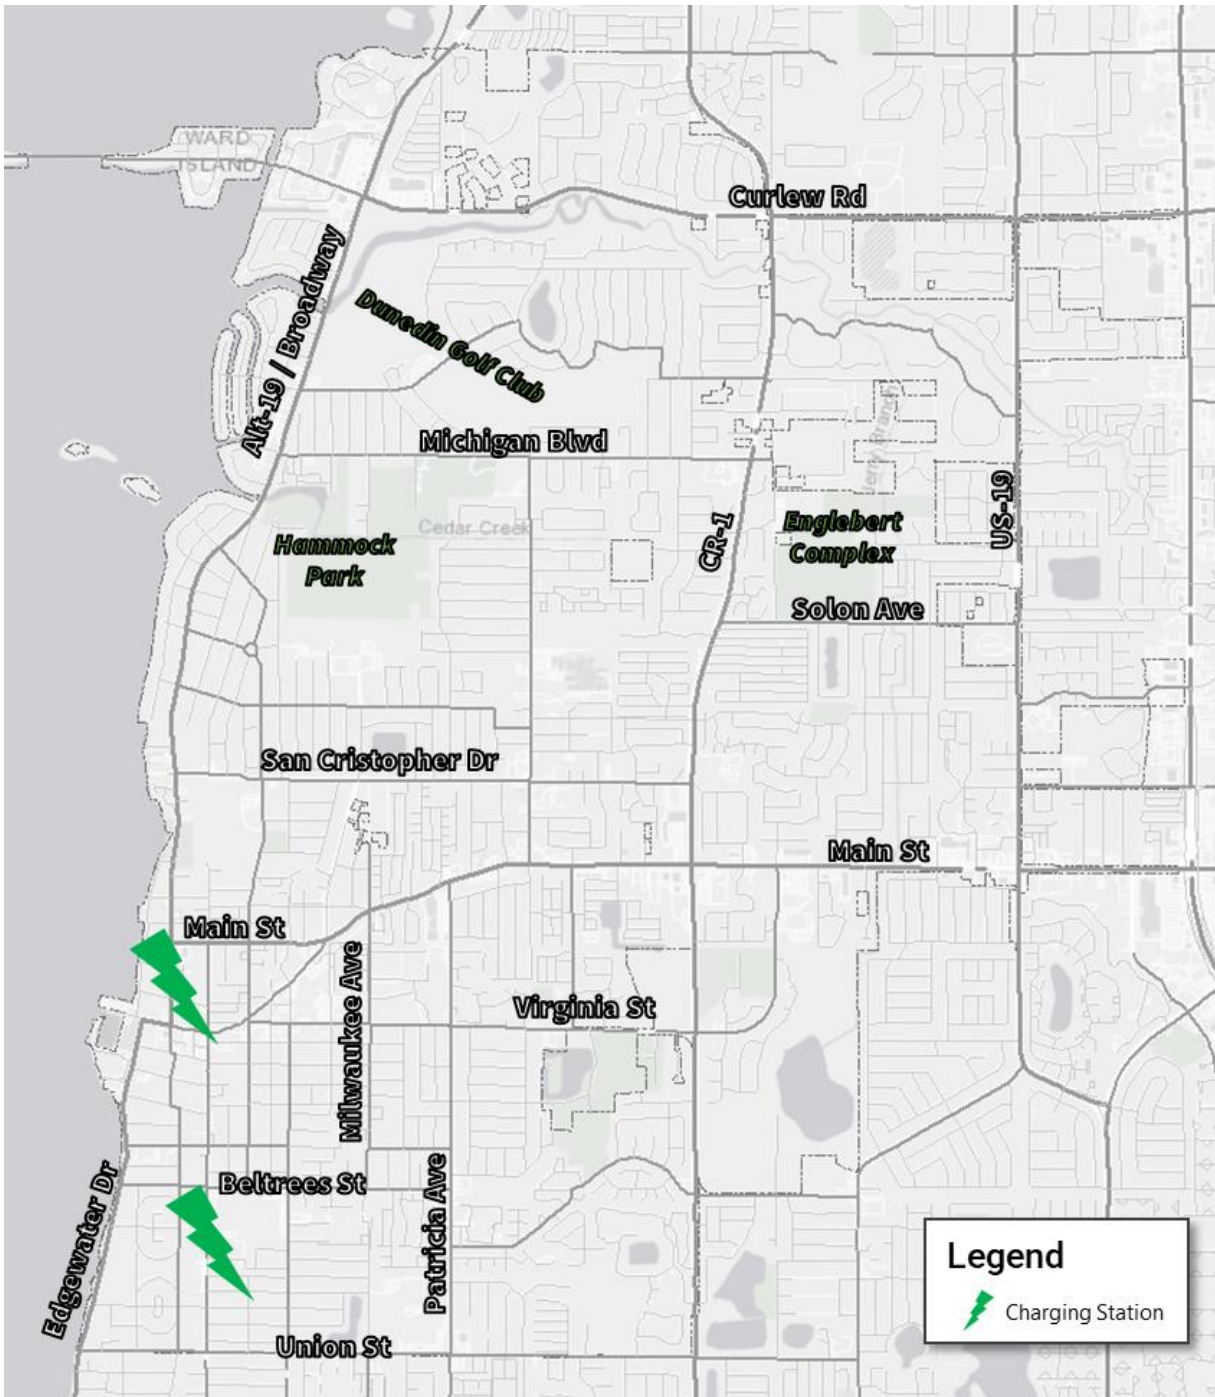 WARD
ISLAND
Curlew Rd
Alt-19 | Broadway
Dunedin Golf Club
Michigan Blvd
Jerry Branch
US-19
Cedar Creek
CR-1
Englebert
Complex
Hammock
Park
Solon Ave
San Cristopher Dr
Main St
Main St
Milwaukee Ave
Virginia St
Edgewater Dr
Beltrees St
Patricia Ave
Legend
Charging Station
Union St